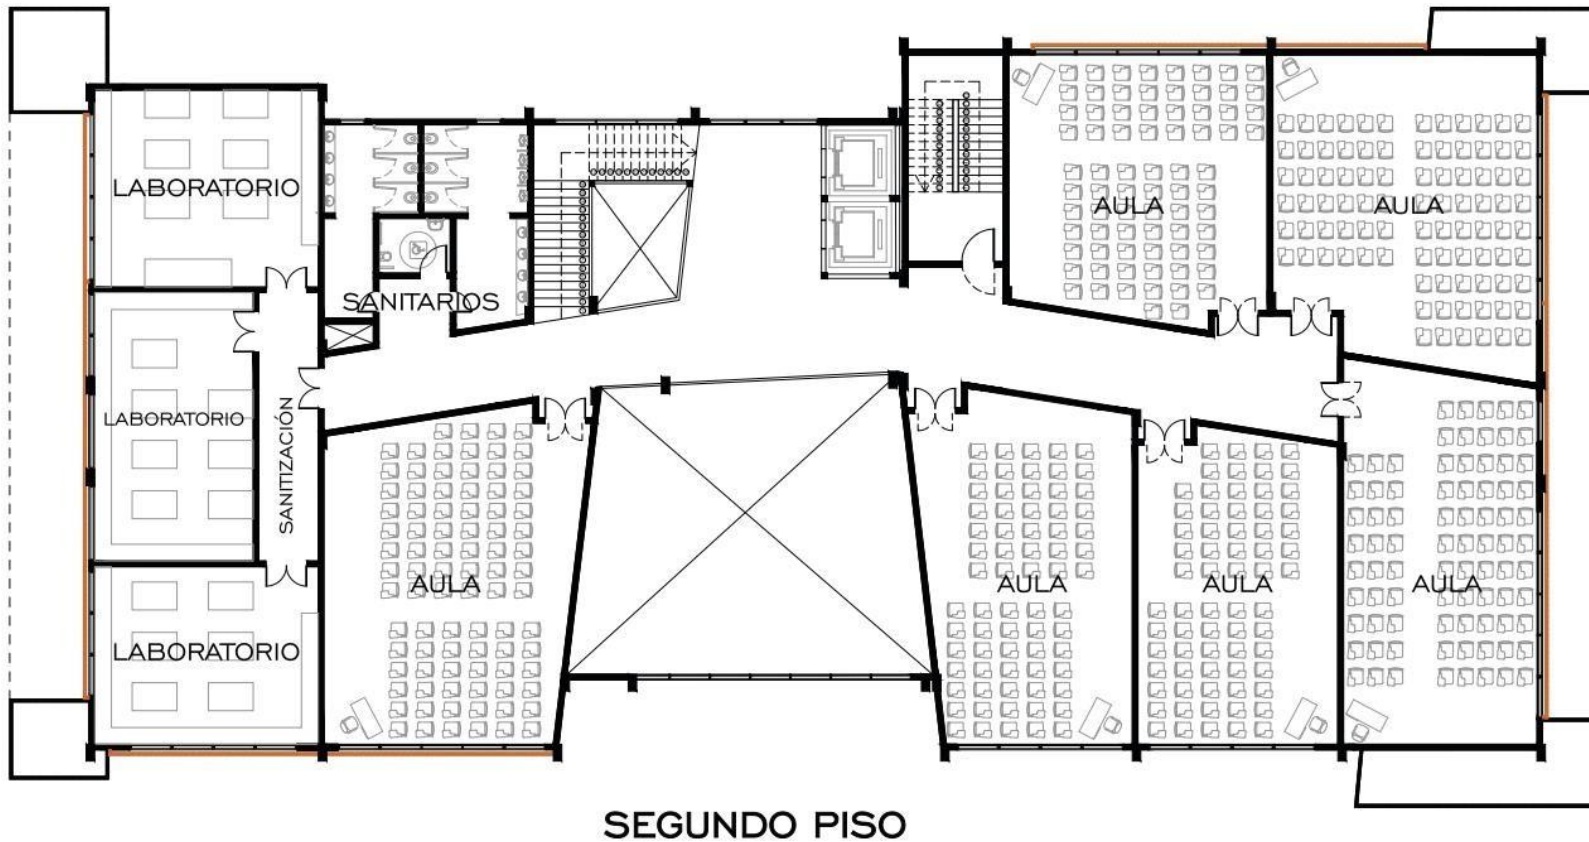 LABORATORIO
AULA
AULA
SANITARIOS
LABORATORIO
SANITIZACIÓN
AULA
AULA
AULA
AULA
LABORATORIO
SEGUNDO PISO